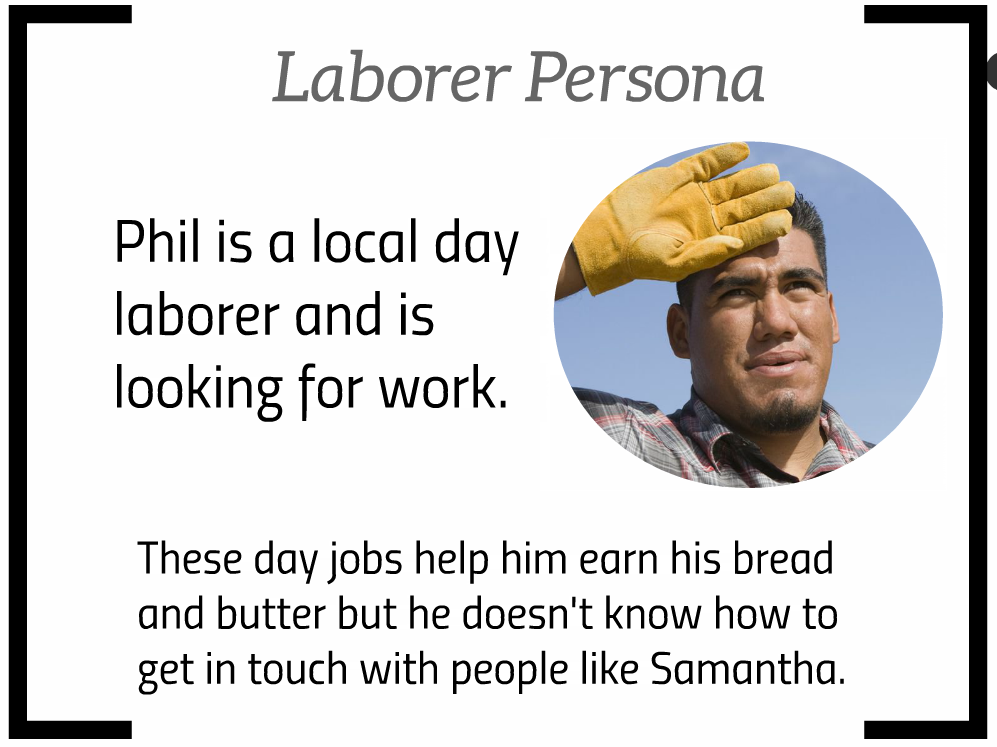 Laborer Persona
Phil is a local day
laborer and is
looking for work.
These day jobs help him earn his bread
and butter but he doesn't know how to
get in touch with people like Samantha.